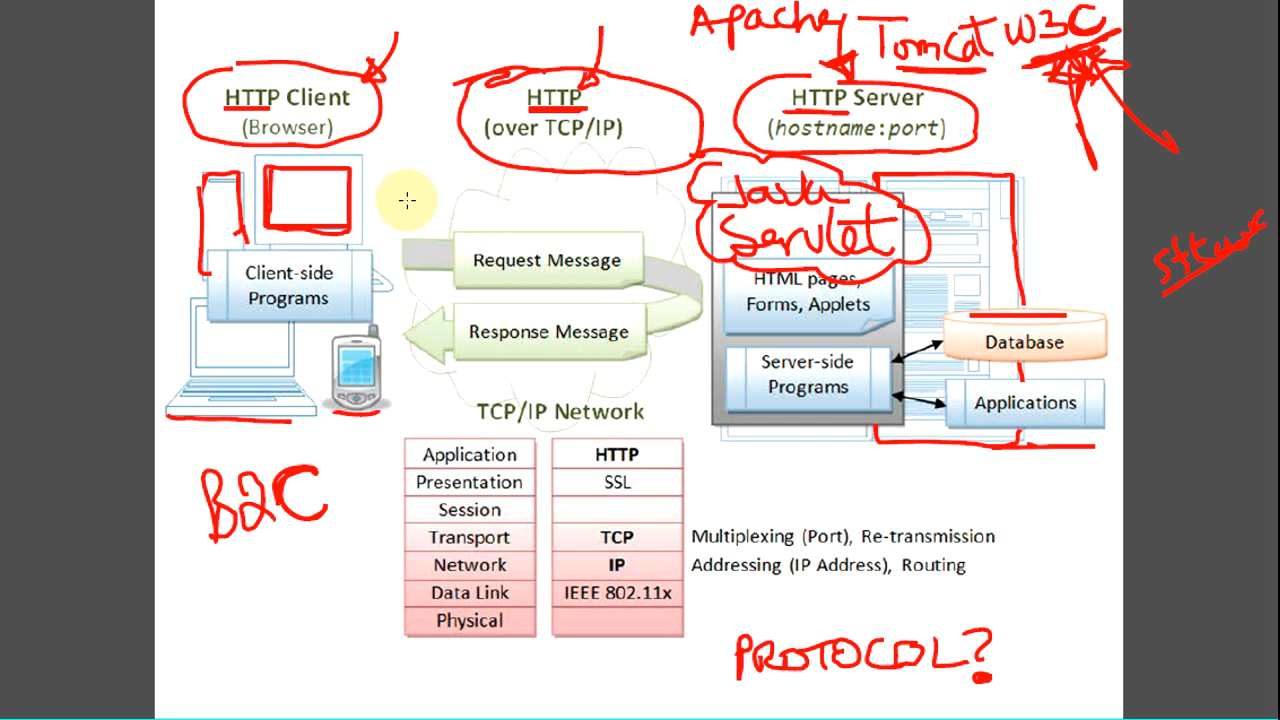 Apache Tomcat W3C
HTTP Client
(Browser)
HTTP
(over TCP/IP)
HTTP Server
(hostname:port)
Servlet
Client-side
Programs
Request Message
Response Message
HTML pages,
Forms, Applets
Server-side
Programs
Database
Applications
TCP/IP Network
B2C
Application HTTP
Presentation SSL
Session
Transport TCP Multiplexing (Port), Re-transmission
Network IP Addressing (IP Address), Routing
Data Link IEEE 802.11x
Physical
PROTOCOL?